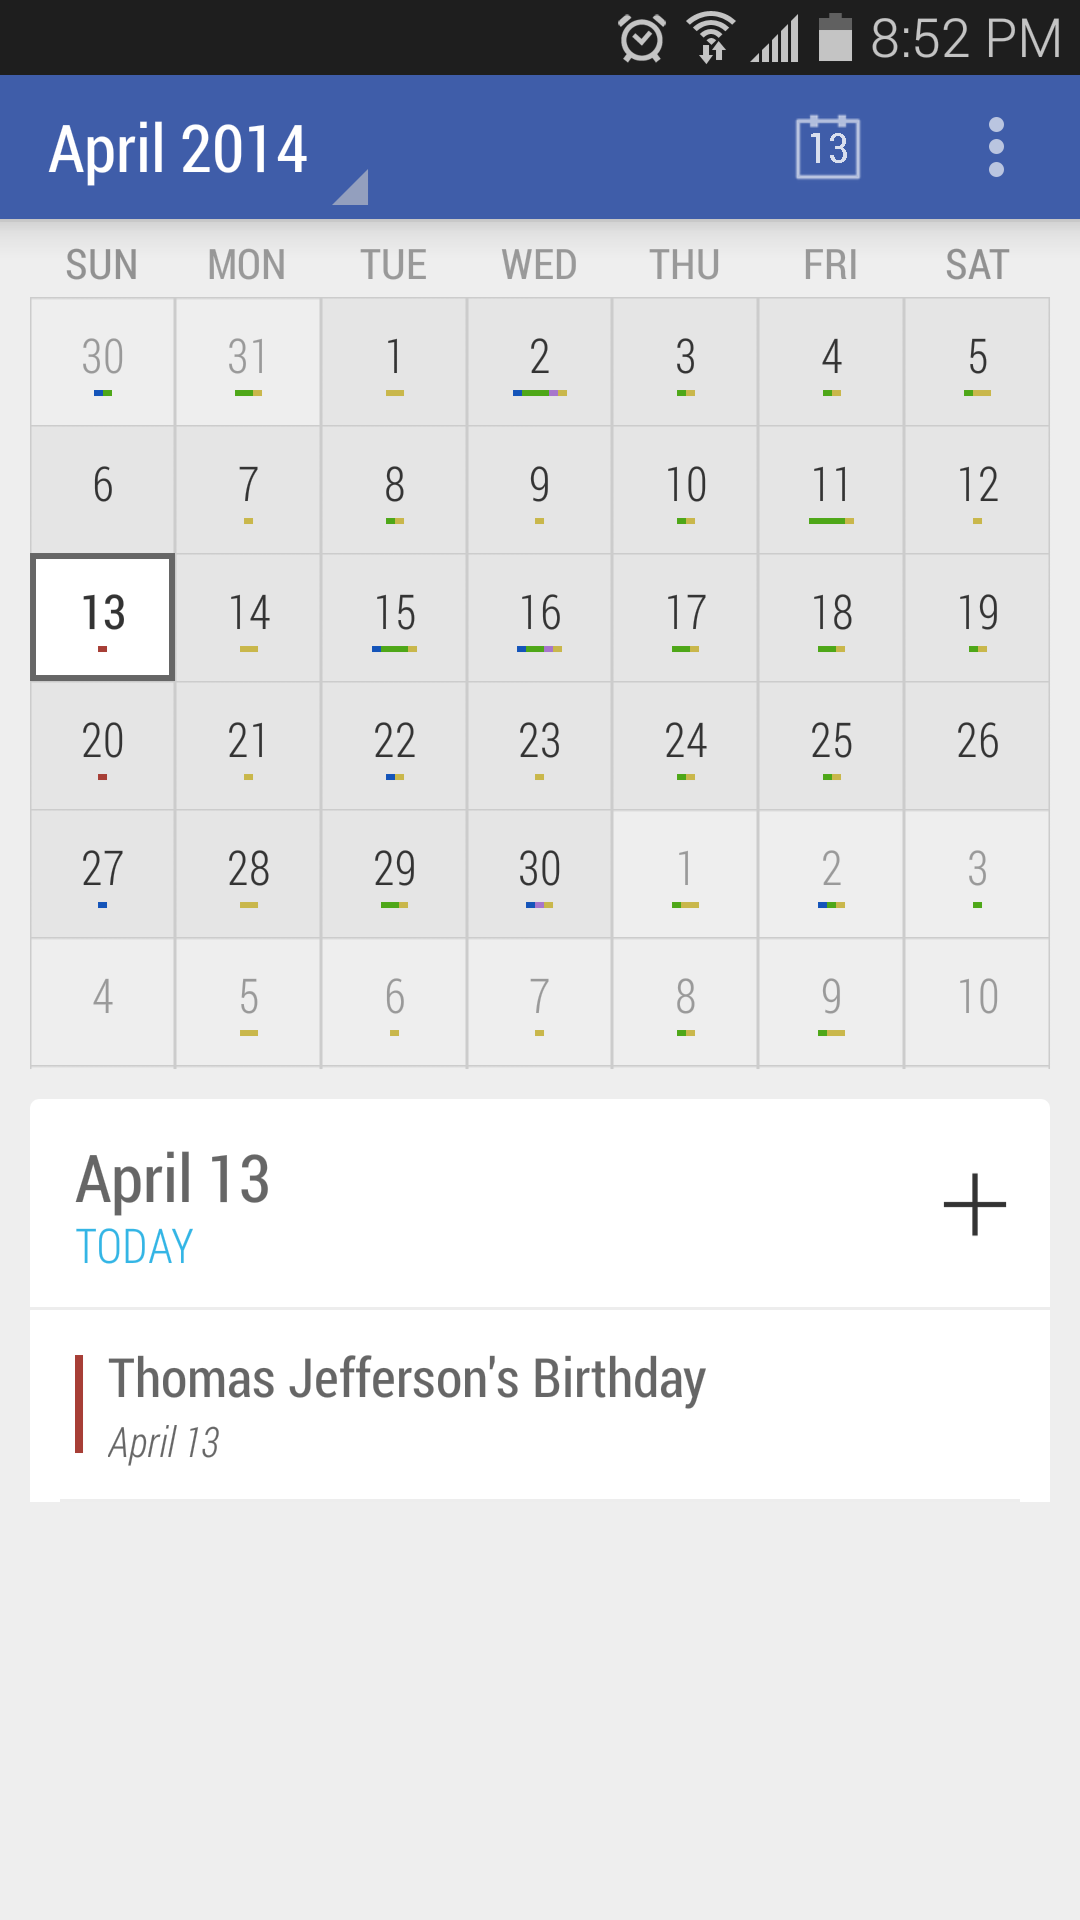 8:52 PM
April 2014 13
SUN MON TUE WED THU FRI SAT
30 31 1 2 3 4 5
6 7 8 9 10 11 12
13 14 15 16 17 18 19
20 21 22 23 24 25 26
27 28 29 30 1 2 3
4 5 6 7 8 9 10
April 13
TODAY
Thomas Jefferson's Birthday
April 13